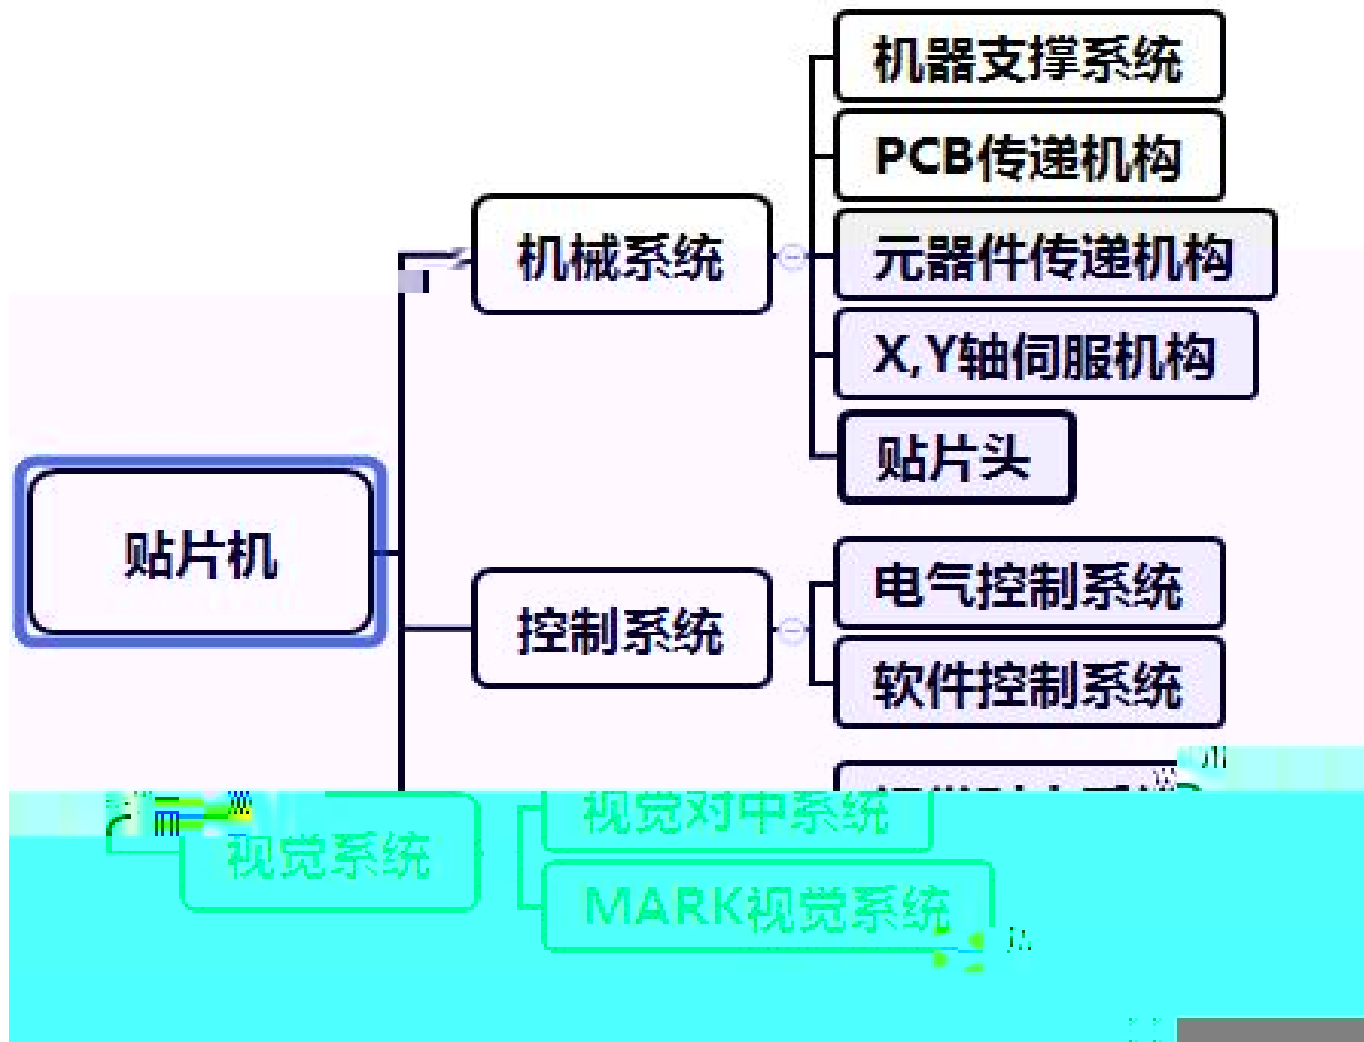 机器支撑系统
PCB传递机构
机械系统
元器件传递机构
X,Y轴伺服机构
贴片头
贴片机
电气控制系统
控制系统
软件控制系统
视觉对中系统
视觉系统
MARK视觉系统